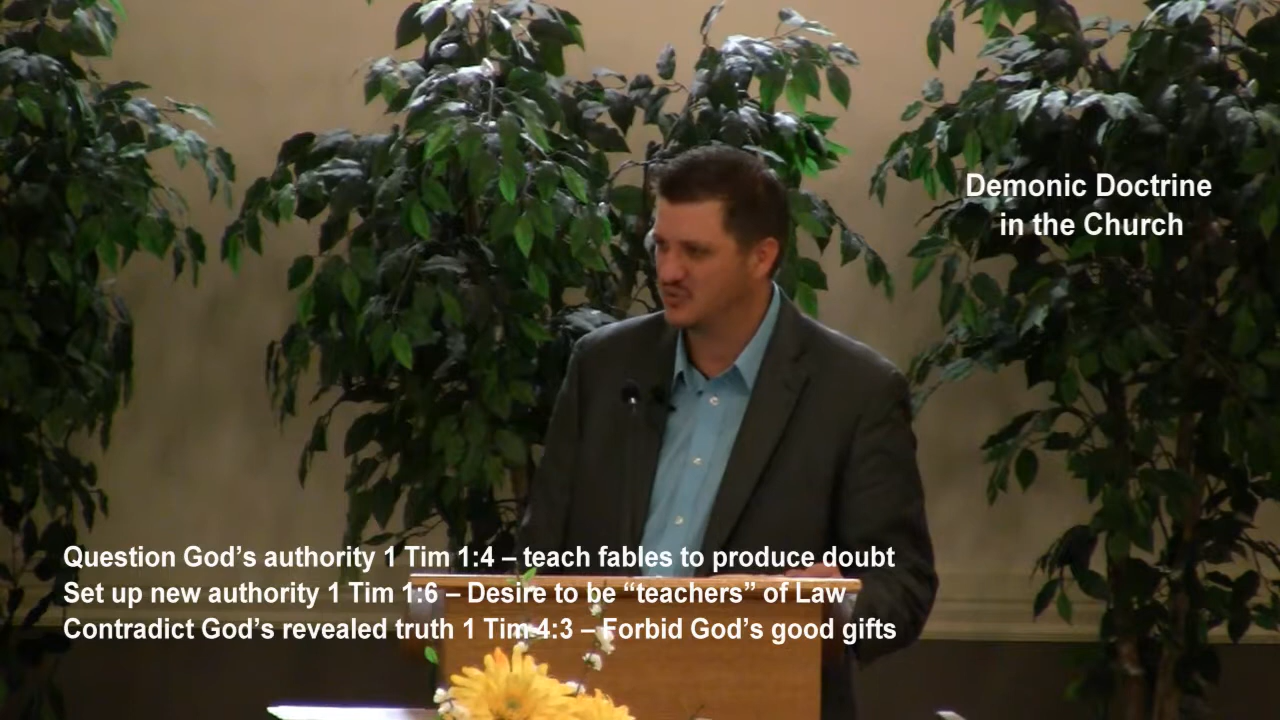 Demonic Doctrine
in the Church
Question God’s authority 1 Tim 1:4 – teach fables to produce doubt
Set up new authority 1 Tim 1:6 – Desire to be “teachers” of Law
Contradict God’s revealed truth 1 Tim 4:3 – Forbid God’s good gifts